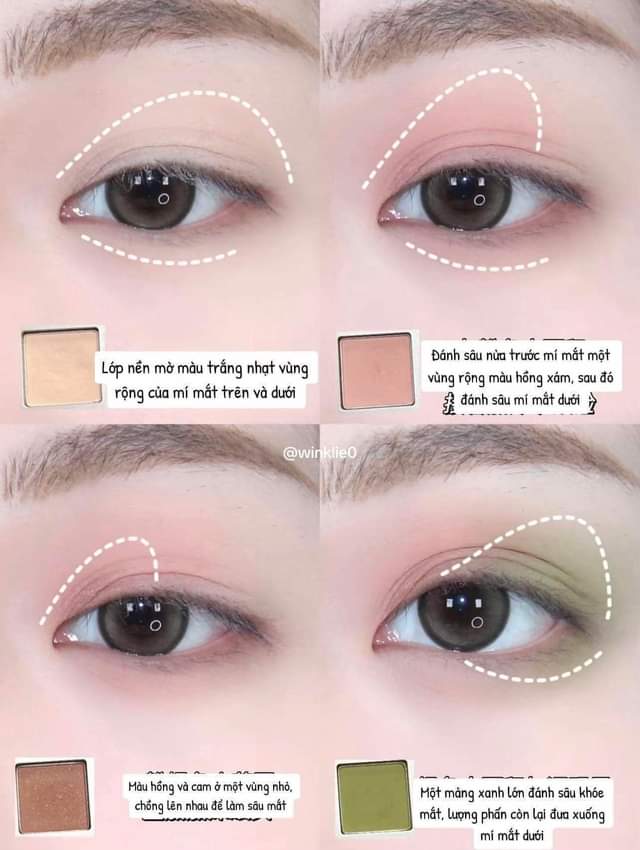 Lớp nền mờ màu trắng nhạt vùng
rộng của mí mắt trên và dưới
Đánh sâu nửa trước mí mắt một
vùng rộng màu hồng xám, sau đó
đánh sâu mí mắt dưới
@winklie0
Màu hồng và cam ở một vùng nhỏ,
chồng lên nhau để làm sâu mắt
Một mảng xanh lớn đánh sâu khóe
mắt, lượng phấn còn lại đưa xuống
mí mắt dưới